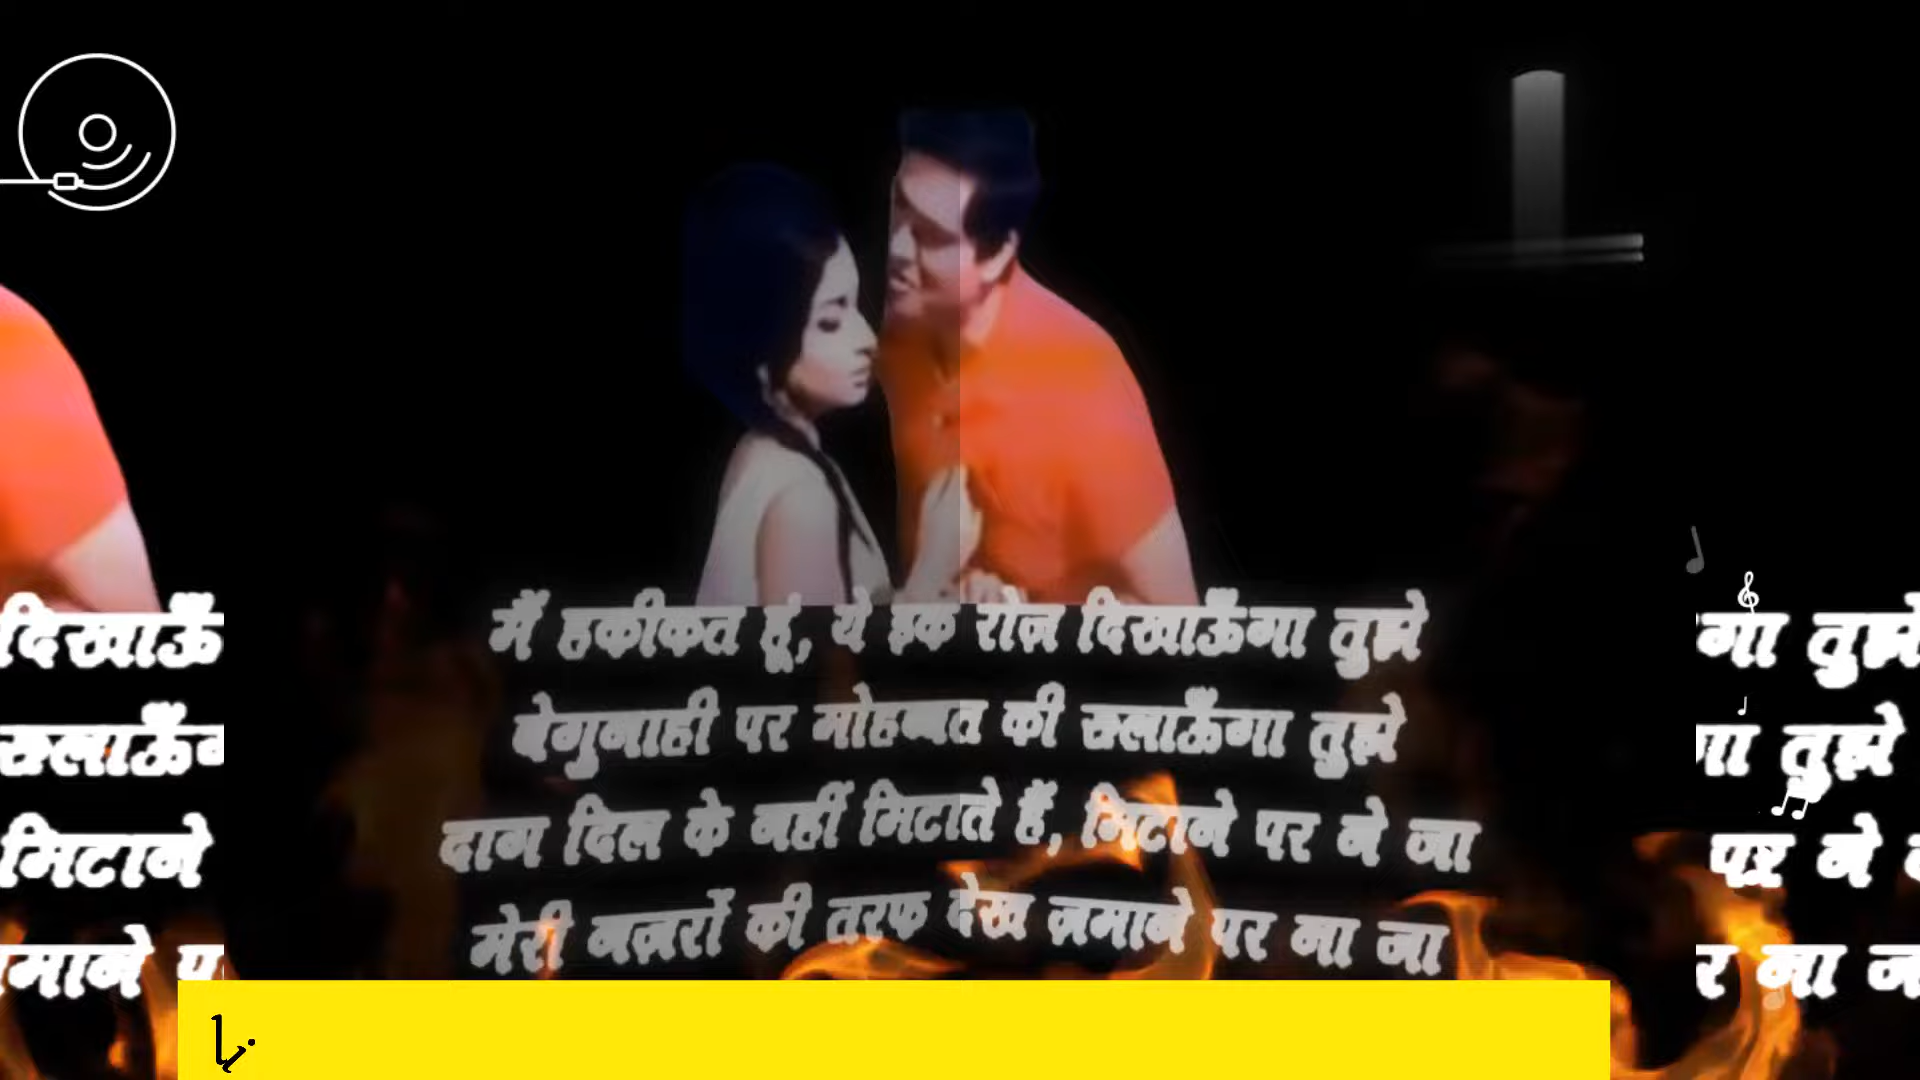 मैं हकीकत हूं, ये इक रोज़ दिखाऊँगा तुझे
बेगुनाही पर मोहब्बत की रुलाऊँगा तुझे
दाग दिल के नहीं मिटाते हैं, मिटाने पर ने जा
मेरी नज़रों की तरफ देख ज़माने पर ना जा